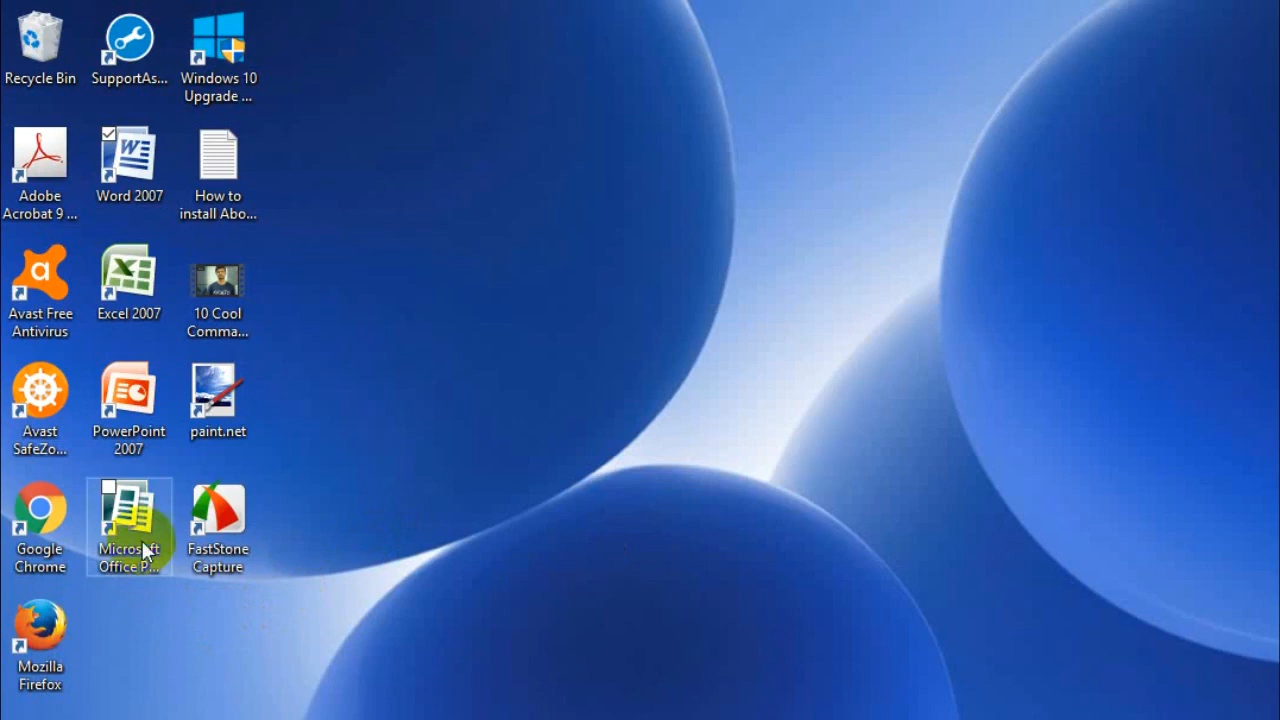 Recycle Bin
SupportAs...
Windows 10
Upgrade ...
Adobe
Acrobat 9 ...
Word 2007
How to
install Abo...
Avast Free
Antivirus
Excel 2007
10 Cool
Comma...
Avast
SafeZo...
PowerPoint
2007
paint.net
Google
Chrome
Microsoft
Office P...
FastStone
Capture
Mozilla
Firefox